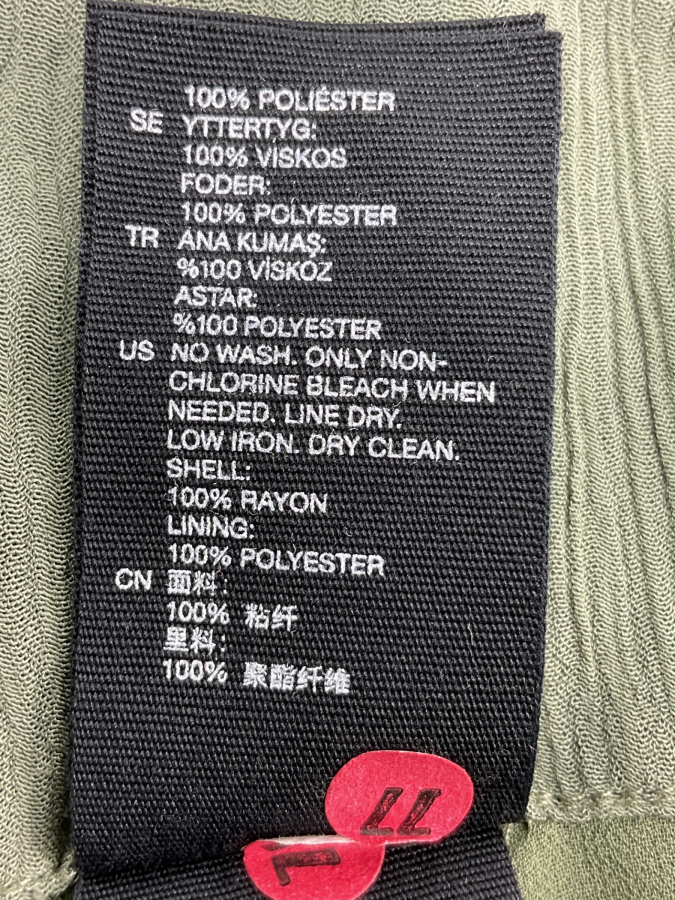 100% POLIÉSTER
SE YTTERTYG:
100% VISKOS
FODER:
100% POLYESTER
TR ANA KUMAŞ:
%100 VİSKOZ
ASTAR:
%100 POLYESTER
US NO WASH. ONLY NON-
CHLORINE BLEACH WHEN
NEEDED. LINE DRY.
LOW IRON. DRY CLEAN.
SHELL:
100% RAYON
LINING:
100% POLYESTER
CN 面料:
100% 粘纤
里料:
100% 聚酯纤维
77